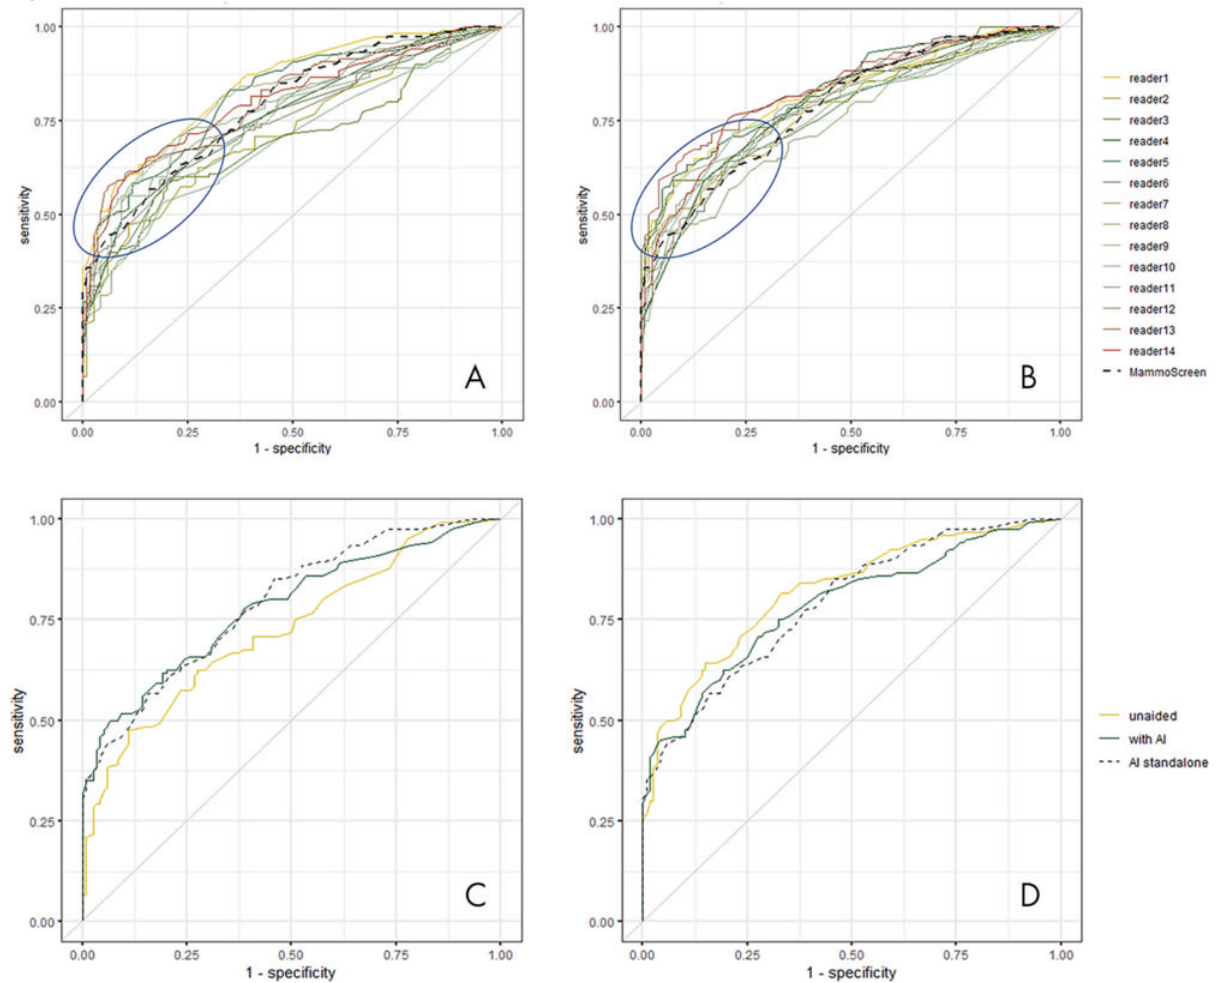 1.00
0.75
0.50
0.25
0.00
sensitivity
0.00 0.25 0.50 0.75 1.00
1 - specificity
A
1.00
0.75
0.50
0.25
0.00
sensitivity
0.00 0.25 0.50 0.75 1.00
1 - specificity
B
reader1
reader2
reader3
reader4
reader5
reader6
reader7
reader8
reader9
reader10
reader11
reader12
reader13
reader14
MammoScreen
1.00
0.75
0.50
0.25
0.00
sensitivity
0.00 0.25 0.50 0.75 1.00
1 - specificity
C
1.00
0.75
0.50
0.25
0.00
sensitivity
0.00 0.25 0.50 0.75 1.00
1 - specificity
D
unaided
with AI
AI standalone